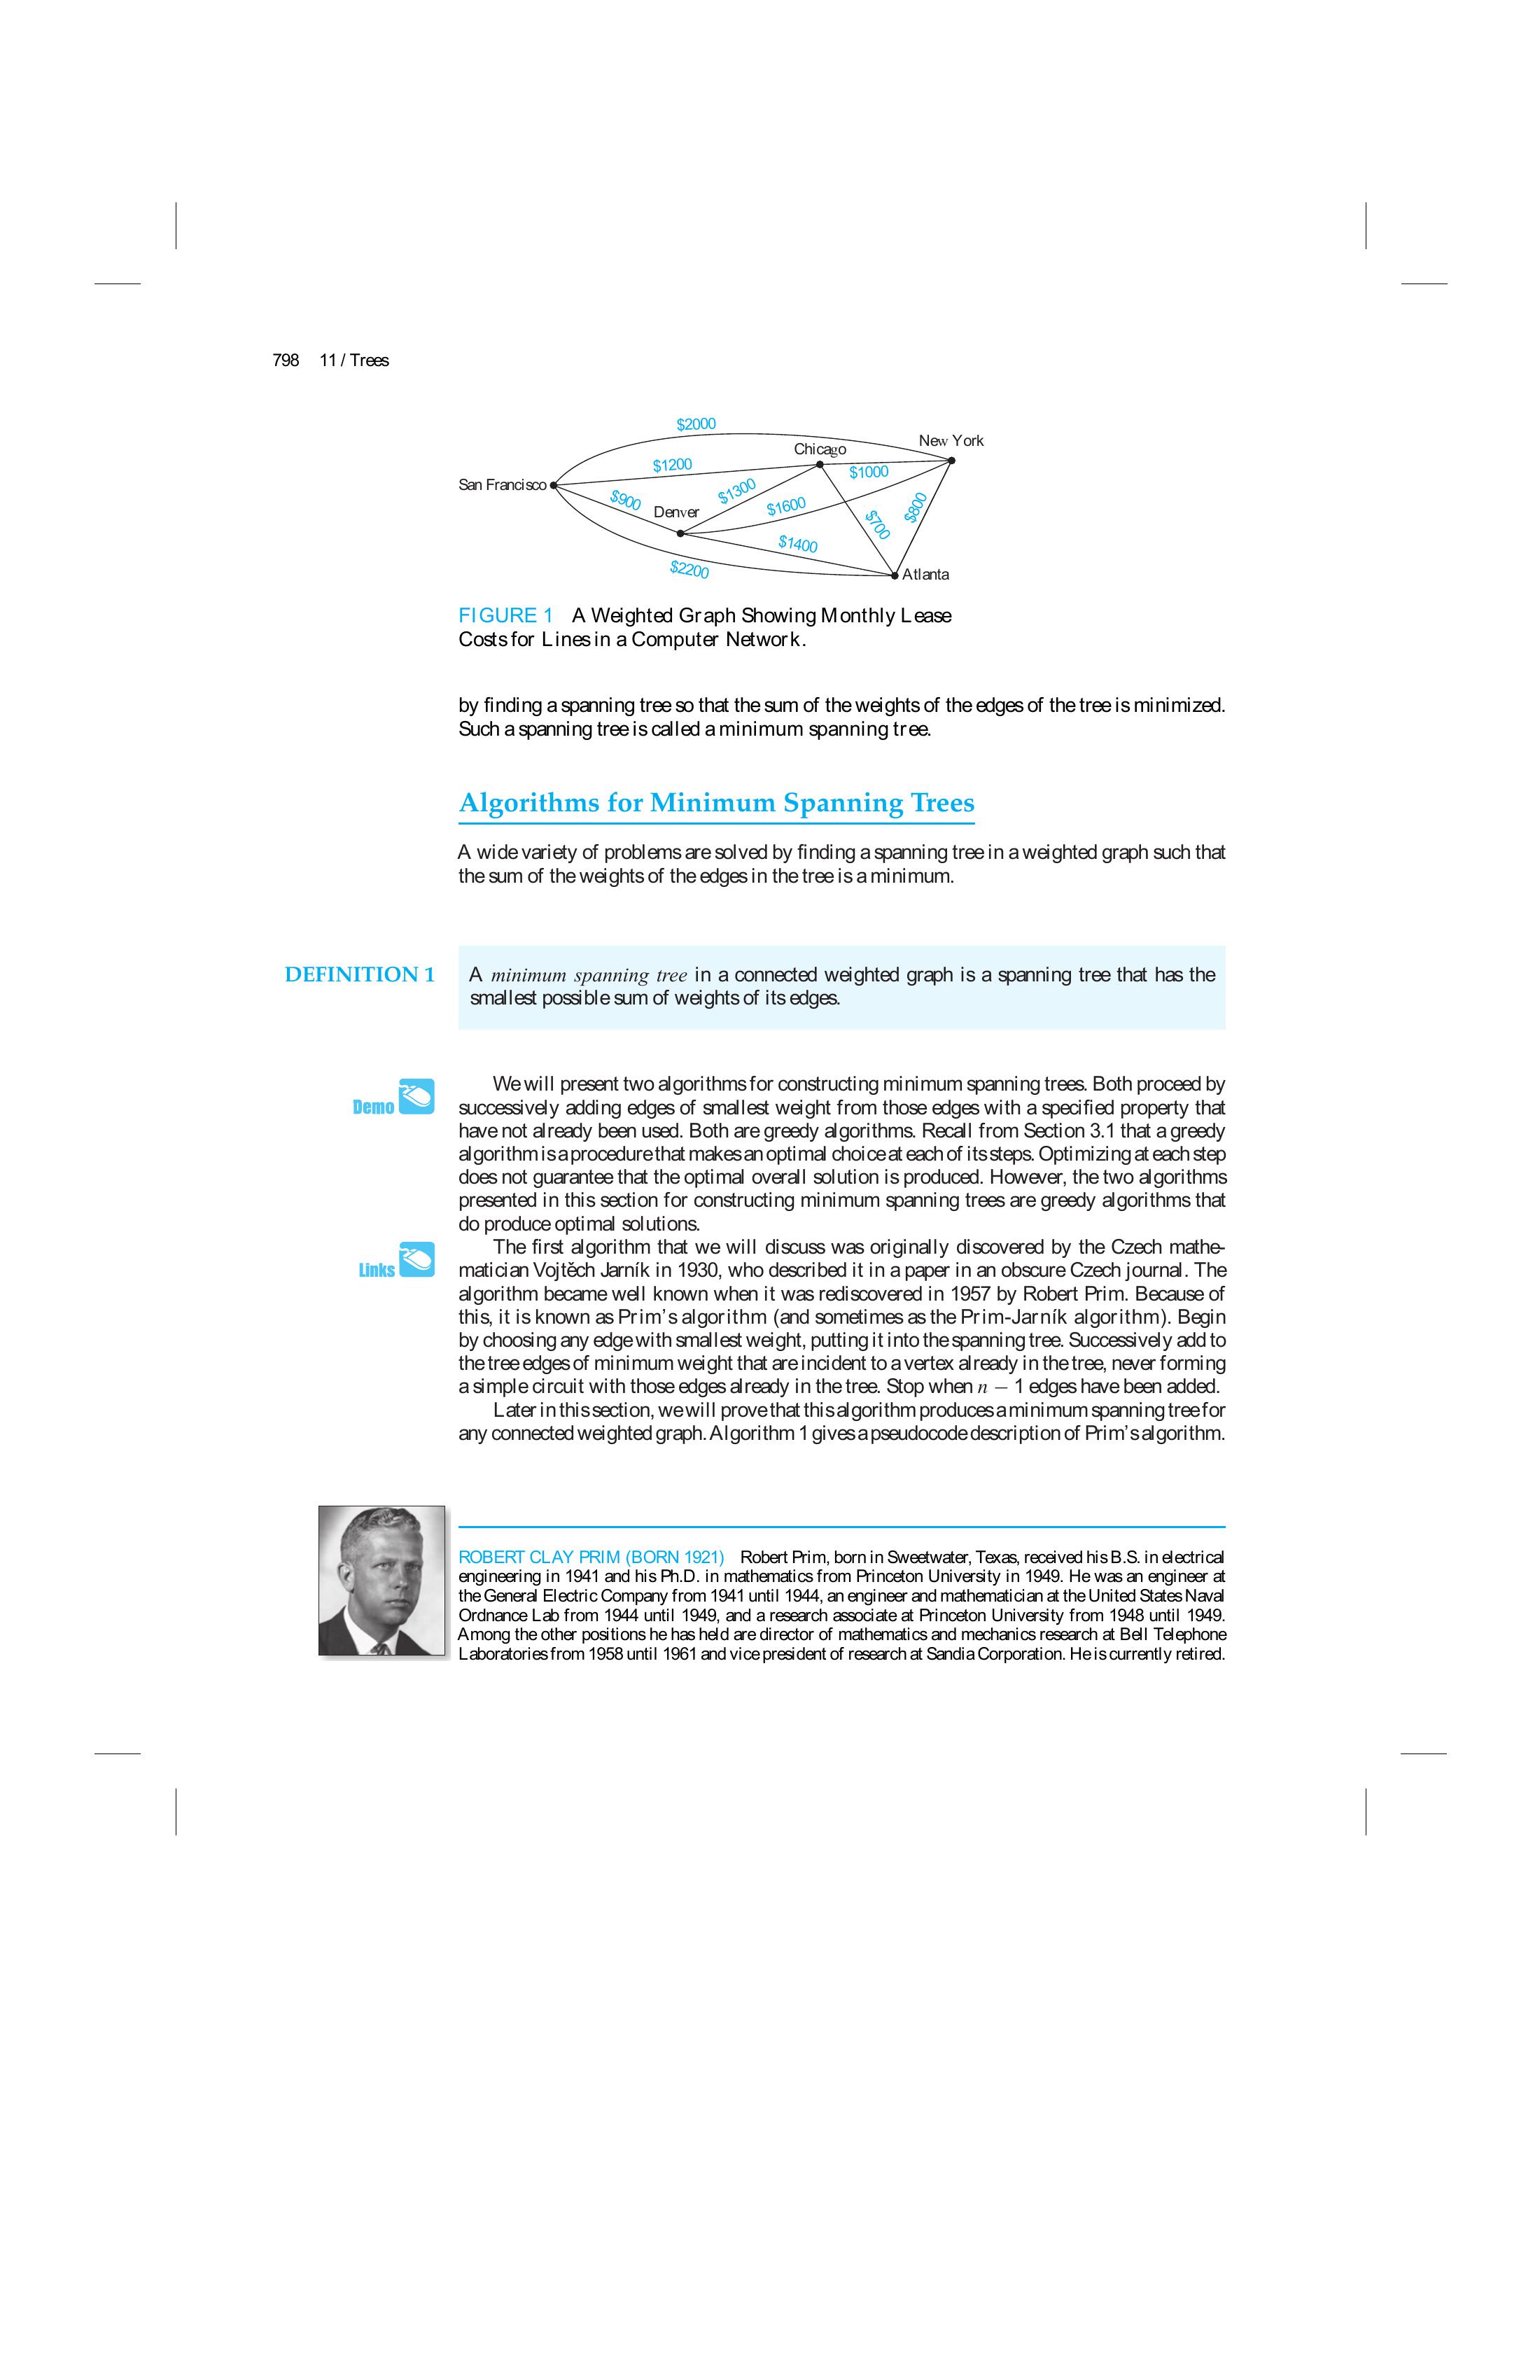 798 11 / Trees
$2000
New York
Chicago
$1200
$1000
San Francisco
$900
$1300
Denver
$1600
$700
$800
$1400
$2200
Atlanta
FIGURE 1 A Weighted Graph Showing Monthly Lease
Costs for Lines in a Computer Network.
by finding a spanning tree so that the sum of the weights of the edges of the tree is minimized.
Such a spanning tree is called a minimum spanning tree.
Algorithms for Minimum Spanning Trees
A wide variety of problems are solved by finding a spanning tree in a weighted graph such that
the sum of the weights of the edges in the tree is a minimum.
DEFINITION 1
A minimum spanning tree in a connected weighted graph is a spanning tree that has the
smallest possible sum of weights of its edges.
We will present two algorithms for constructing minimum spanning trees. Both proceed by
Demo
successively adding edges of smallest weight from those edges with a specified property that
have not already been used. Both are greedy algorithms. Recall from Section 3.1 that a greedy
algorithm is a procedure that makes an optimal choice at each of its steps. Optimizing at each step
does not guarantee that the optimal overall solution is produced. However, the two algorithms
presented in this section for constructing minimum spanning trees are greedy algorithms that
do produce optimal solutions.
The first algorithm that we will discuss was originally discovered by the Czech mathe-
Links
matician Vojtěch Jarník in 1930, who described it in a paper in an obscure Czech journal. The
algorithm became well known when it was rediscovered in 1957 by Robert Prim. Because of
this, it is known as Prim's algorithm (and sometimes as the Prim-Jarník algorithm). Begin
by choosing any edge with smallest weight, putting it into the spanning tree. Successively add to
the tree edges of minimum weight that are incident to a vertex already in the tree, never forming
a simple circuit with those edges already in the tree. Stop when n − 1 edges have been added.
Later in this section, we will prove that this algorithm produces a minimum spanning tree for
any connected weighted graph. Algorithm 1 gives a pseudocode description of Prim's algorithm.
ROBERT CLAY PRIM (BORN 1921) Robert Prim, born in Sweetwater, Texas, received his B.S. in electrical
engineering in 1941 and his Ph.D. in mathematics from Princeton University in 1949. He was an engineer at
the General Electric Company from 1941 until 1944, an engineer and mathematician at the United States Naval
Ordnance Lab from 1944 until 1949, and a research associate at Princeton University from 1948 until 1949.
Among the other positions he has held are director of mathematics and mechanics research at Bell Telephone
Laboratories from 1958 until 1961 and vice president of research at Sandia Corporation. He is currently retired.